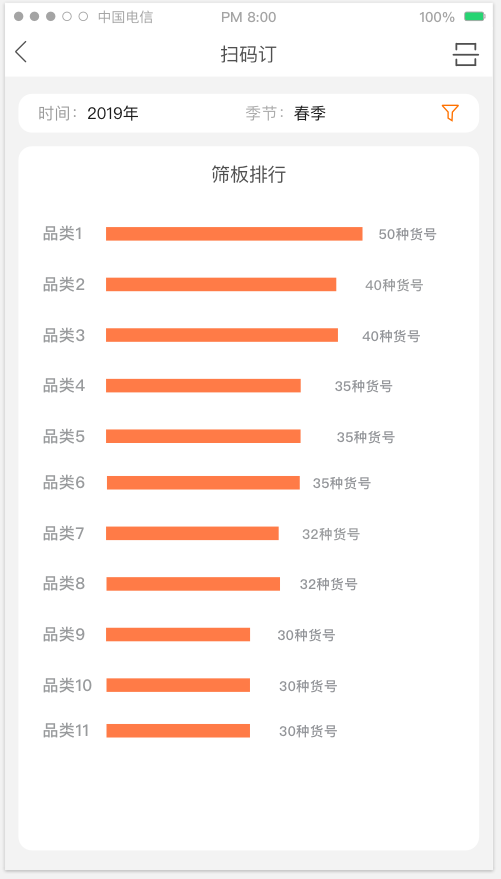 中国电信 PM 8:00 100%
扫码订
时间：2019年 季节：春季
筛板排行
品类1 50种货号
品类2 40种货号
品类3 40种货号
品类4 35种货号
品类5 35种货号
品类6 35种货号
品类7 32种货号
品类8 32种货号
品类9 30种货号
品类10 30种货号
品类11 30种货号